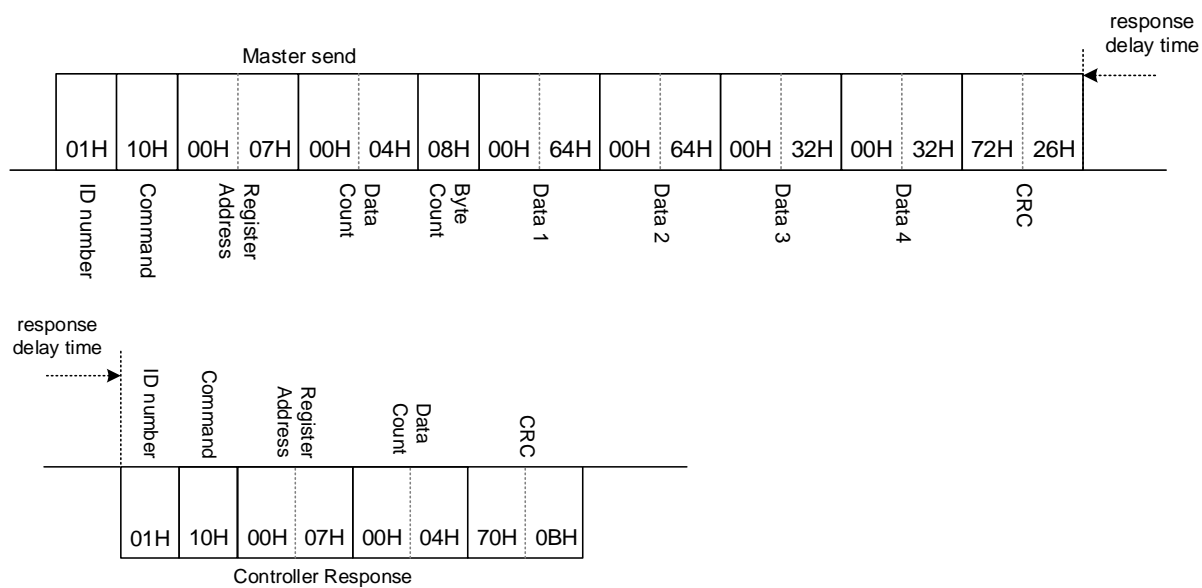 response
delay time
Master send
01H 10H 00H 07H 00H 04H 08H 00H 64H 00H 64H 00H 32H 00H 32H 72H 26H
ID number
Command
Register
Address
Data
Count
Byte
Count
Data 1
Data 2
Data 3
Data 4
CRC
response
delay time
ID number
Command
Register
Address
Data
Count
CRC
01H 10H 00H 07H 00H 04H 70H 0BH
Controller Response